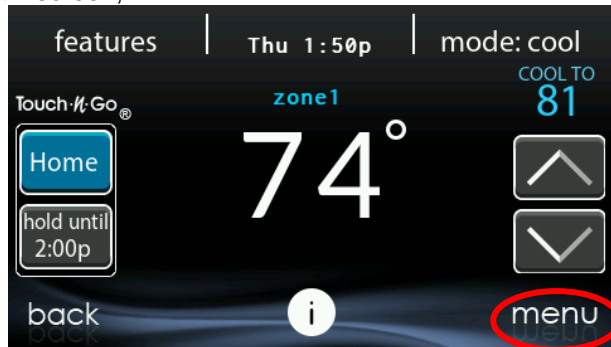 features
Thu 1:50p
mode: cool
COOL TO
81
Touch·N·Go®
zone1
74°
Home
hold until
2:00p
back
i
menu